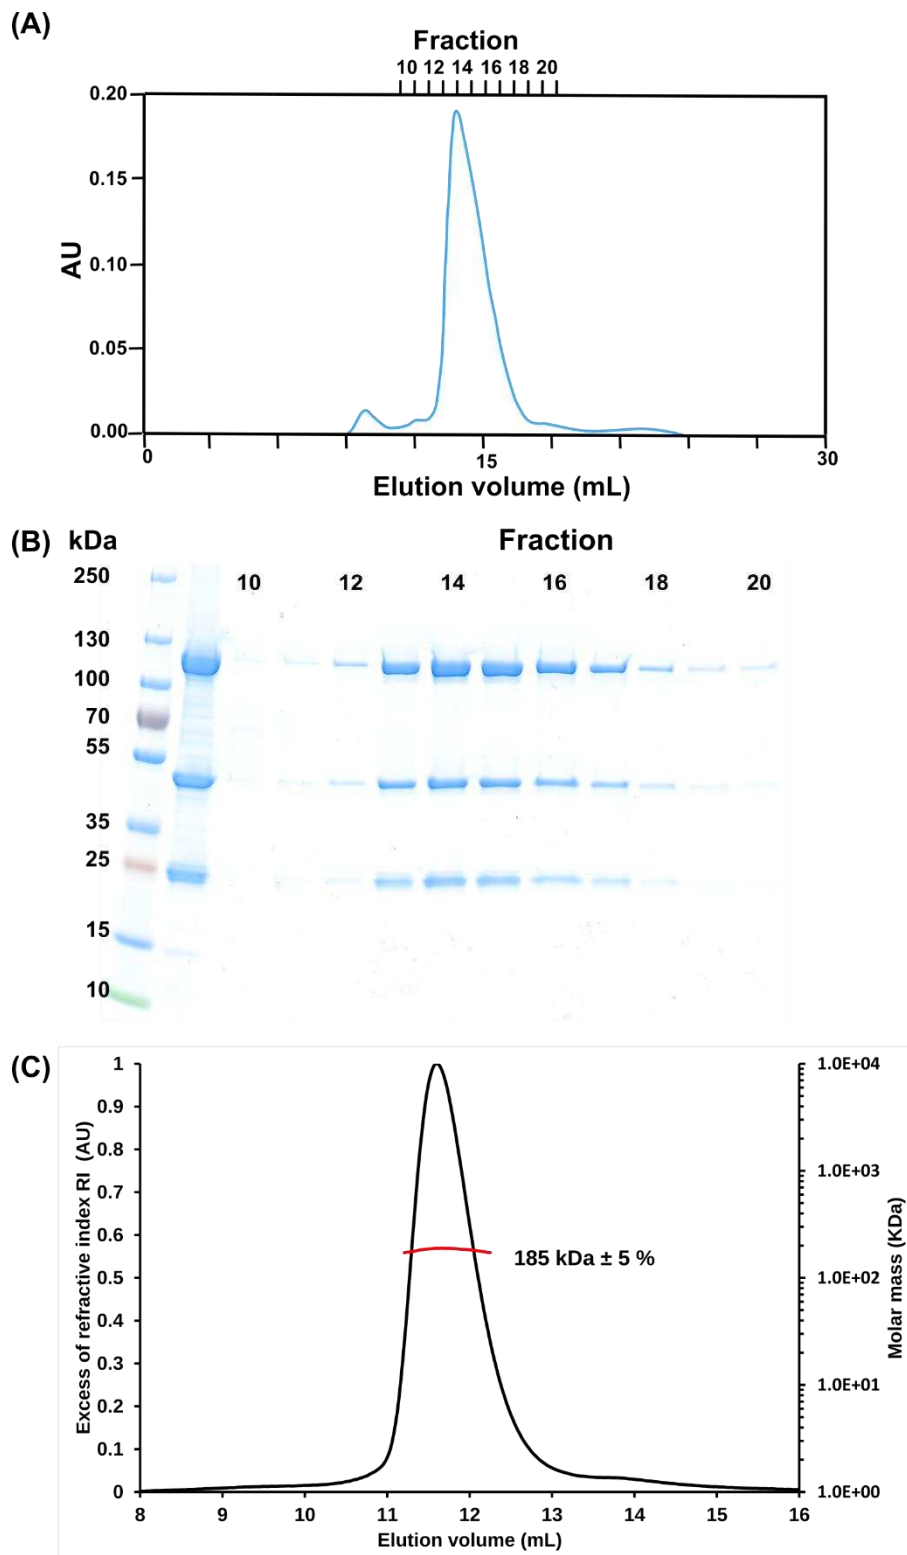 (A)
Fraction
10 12 14 16 18 20
0.20
0.15
0.10
0.05
0.00
AU
0 15 30
Elution volume (mL)
(B) kDa Fraction
250 10 12 14 16 18 20
130
100
70
55
35
25
15
10
(C)
1 1.0E+04
0.9
0.8
0.7 1.0E+03
0.6
0.5 1.0E+02
0.4
0.3
0.2 1.0E+01
0.1
0 1.0E+00
Excess of refractive index RI (AU)
185 kDa ± 5 %
Molar mass (KDa)
8 9 10 11 12 13 14 15 16
Elution volume (mL)